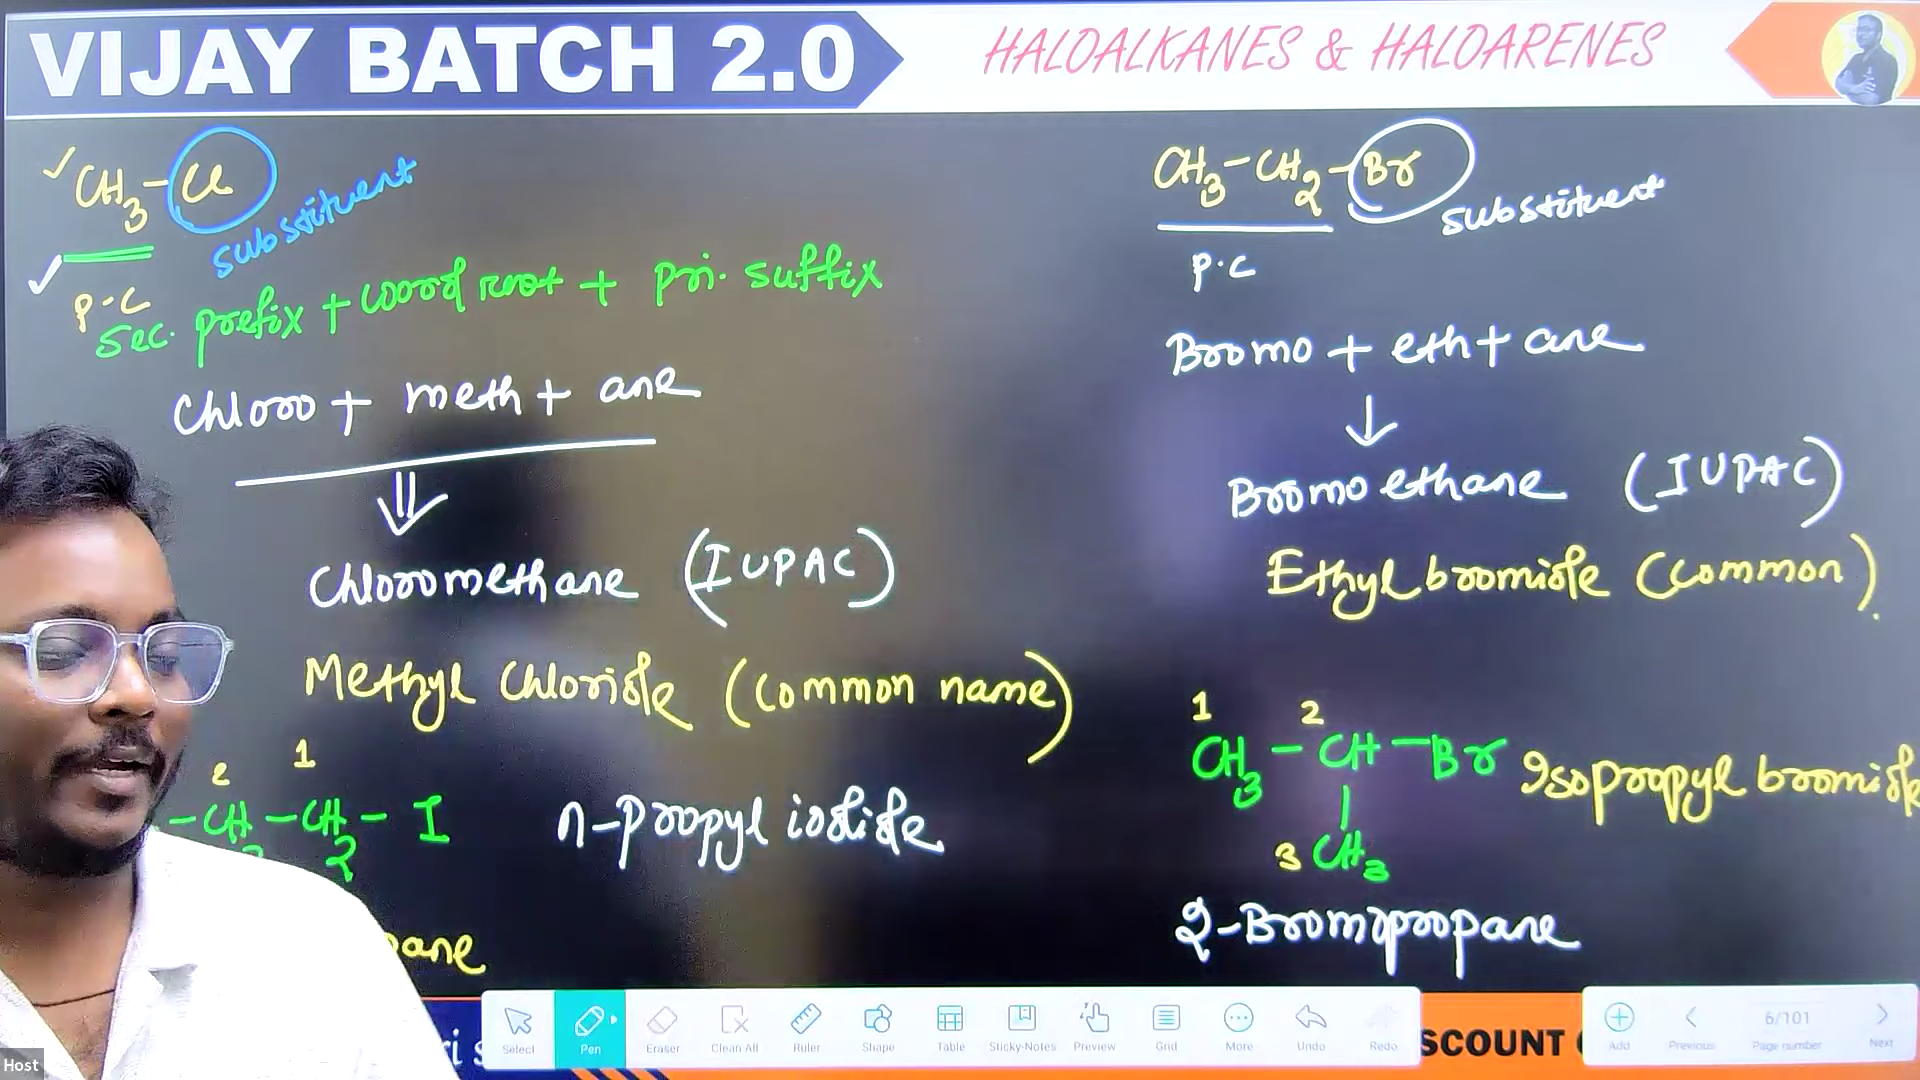 VIJAY BATCH 2.0
HALOALKANES & HALOARENES
CH3-Cl
substituent
P.C
Sec. prefix + word root + pri. suffix
Chloro + meth + ane
Chloromethane (IUPAC)
Methyl chloride (Common name)
2 1
-CH2-CH2-I
n-propyl iodide
pane
CH3-CH2-Br
substituent
P.C
Bromo + eth + ane
Bromoethane (IUPAC)
Ethyl bromide (Common).
1 2
CH3-CH-Br Isopropyl bromide
3 CH3
2-Bromopropane
Select
Pen
Eraser
Clean All
Ruler
Shape
Table
Sticky-Notes
Preview
Grid
More
Undo
Redo
SCOUNT
Add
Previous
6/101
Page number
Next
Host